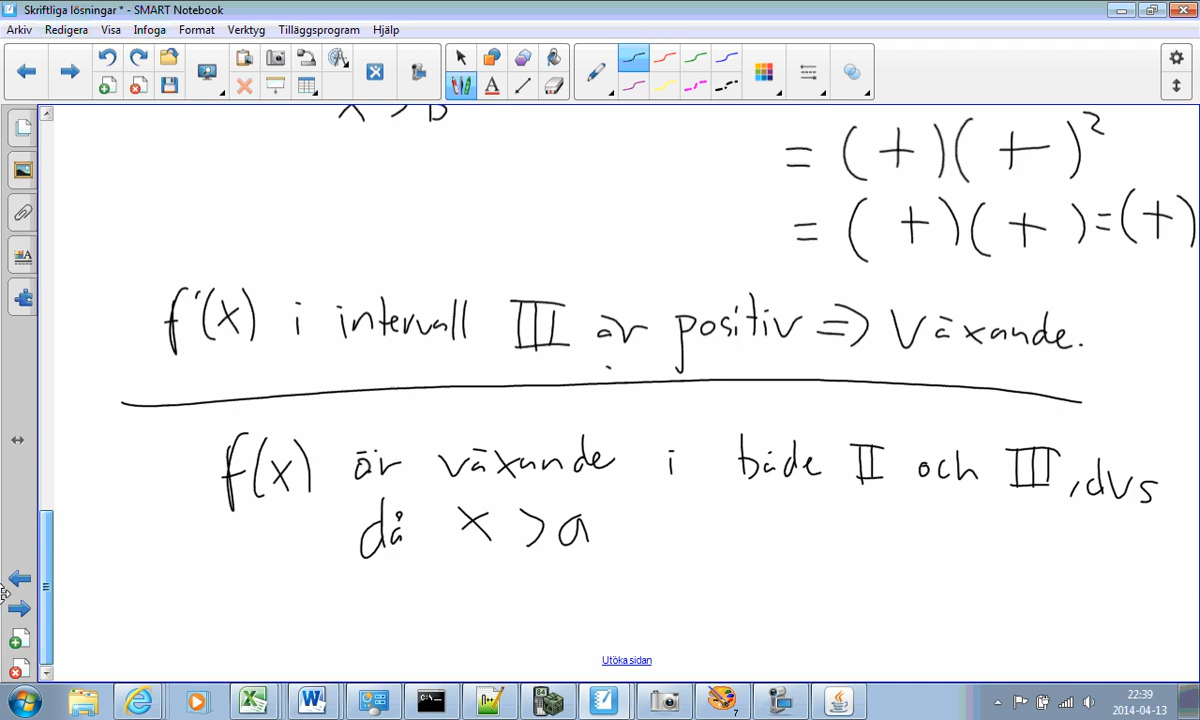 Skriftliga lösningar * - SMART Notebook
Arkiv Redigera Visa Infoga Format Verktyg Tilläggsprogram Hjälp
x > b
= (+)(+)²
= (+)(+)=(+)
f'(x) i intervall III är positiv => Växande.
f(x) är växande i både II och III, dvs
då x > a
Utöka sidan
22:39
2014-04-13